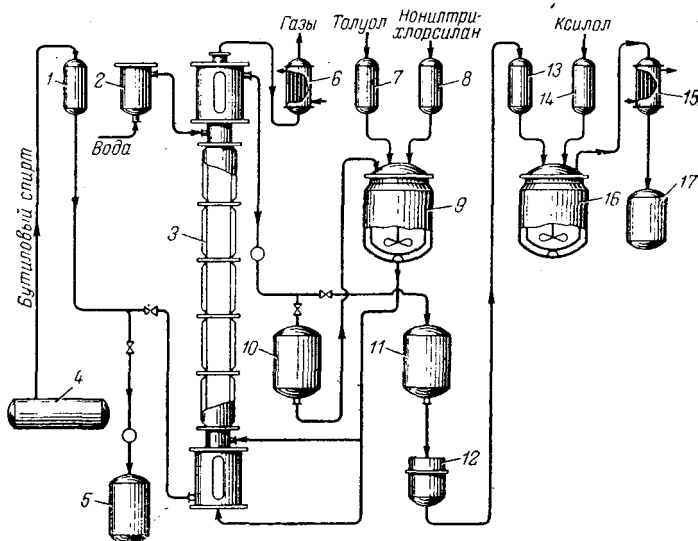 Газы
Толуол
Нонилтри-
хлорсилан
Ксилол
1
2
6
7
8
13
14
15
Вода
Бутиловый спирт
3
9
16
17
10
11
4
12
5